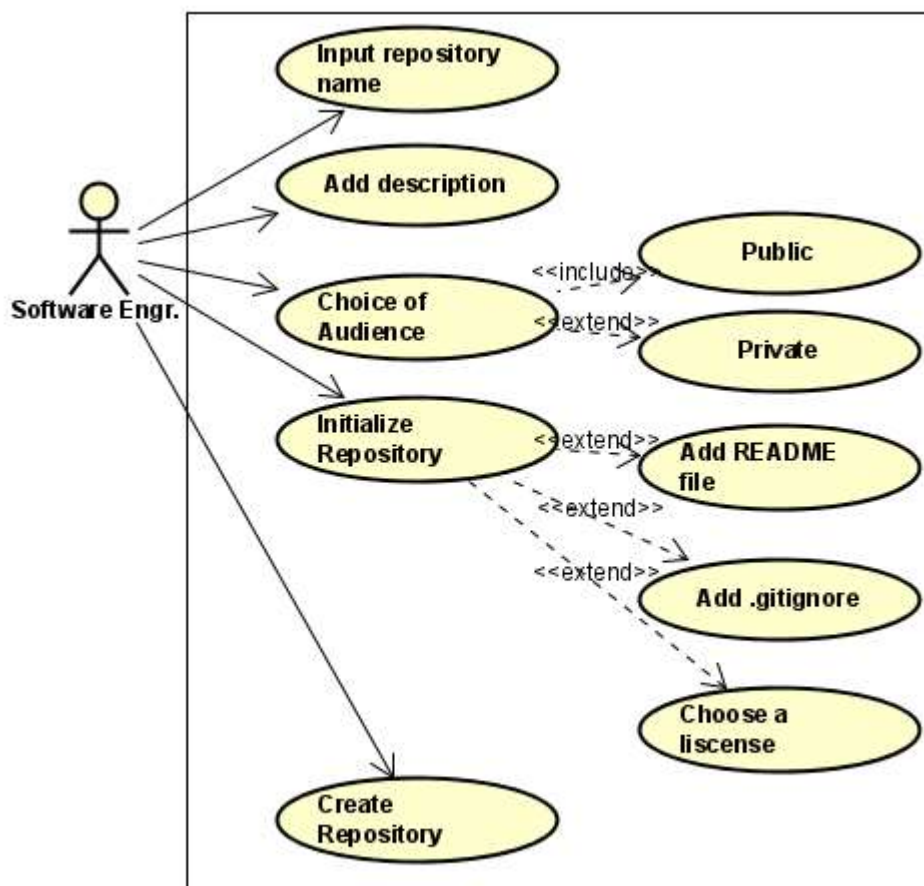 Input repository
name
Add description
Public
<<include>>
Software Engr.
Choice of
Audience
<<extend>>
Private
Initialize
Repository
<<extend>>
Add README
file
<<extend>>
<<extend>>
Add .gitignore
Choose a
liscense
Create
Repository